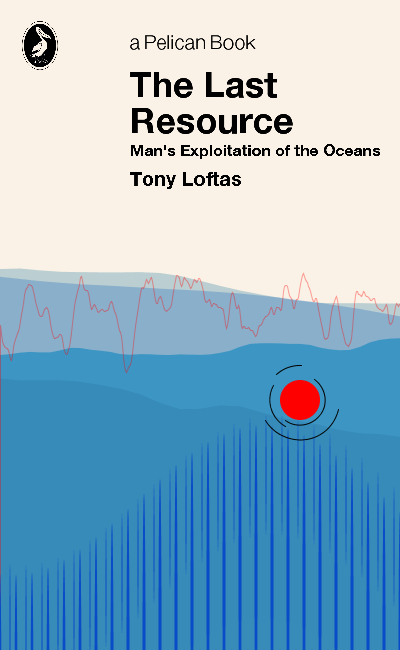 a Pelican Book
The Last
Resource
Man's Exploitation of the Oceans
Tony Loftas